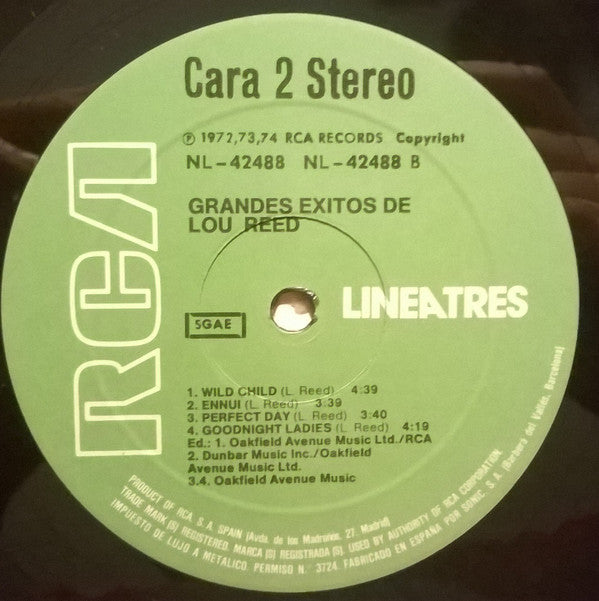 Cara 2 Stereo
Ⓟ 1972,73,74 RCA RECORDS Copyright
NL-42488 NL-42488 B
GRANDES EXITOS DE
LOU REED
RCA
LINEATRES
SGAE
1. WILD CHILD (L. Reed) 4:39
2. ENNUI (L. Reed) 3.39
3. PERFECT DAY (L. Reed) 3:40
4. GOODNIGHT LADIES (L. Reed) 4:19
Ed.: 1. Oakfield Avenue Music Ltd./RCA
2. Dunbar Music Inc./Oakfield
Avenue Music Ltd.
3.4. Oakfield Avenue Music
PRODUCT OF RCA. S.A. SPAIN (Avda. de los Madroños, 27. Madrid)
TRADE MARK (S) REGISTERED. MARCA (S) REGISTRADA (S). USED BY AUTHORITY OF RCA CORPORATION.
IMPUESTO DE LUJO A METALICO. PERMISO N.º 3724. FABRICADO EN ESPAÑA POR SONIC, S.A. (Barbera del Vallés. Barcelona)